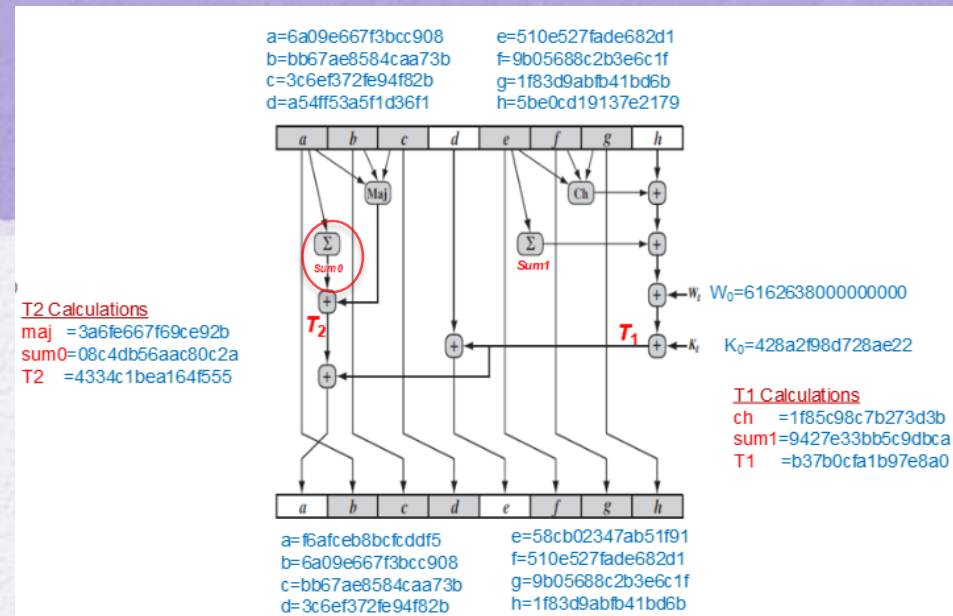 a=6a09e667f3bcc908
b=bb67ae8584caa73b
c=3c6ef372fe94f82b
d=a54ff53a5f1d36f1
e=510e527fade682d1
f=9b05688c2b3e6c1f
g=1f83d9abfb41bd6b
h=5be0cd19137e2179
a b c d e f g h
Maj
Ch
+
Σ
Sum0
Σ
Sum1
+
+
T2
+
Wt
W0=6162638000000000
+
+
T1
+
Kt
K0=428a2f98d728ae22
T2 Calculations
maj =3a6fe667f69ce92b
sum0=08c4db56aac80c2a
T2 =4334c1bea164f555
T1 Calculations
ch =1f85c98c7b273d3b
sum1=9427e33bb5c9dbca
T1 =b37b0cfa1b97e8a0
a b c d e f g h
a=f6afceb8bcfcddf5
b=6a09e667f3bcc908
c=bb67ae8584caa73b
d=3c6ef372fe94f82b
e=58cb02347ab51f91
f=510e527fade682d1
g=9b05688c2b3e6c1f
h=1f83d9abfb41bd6b